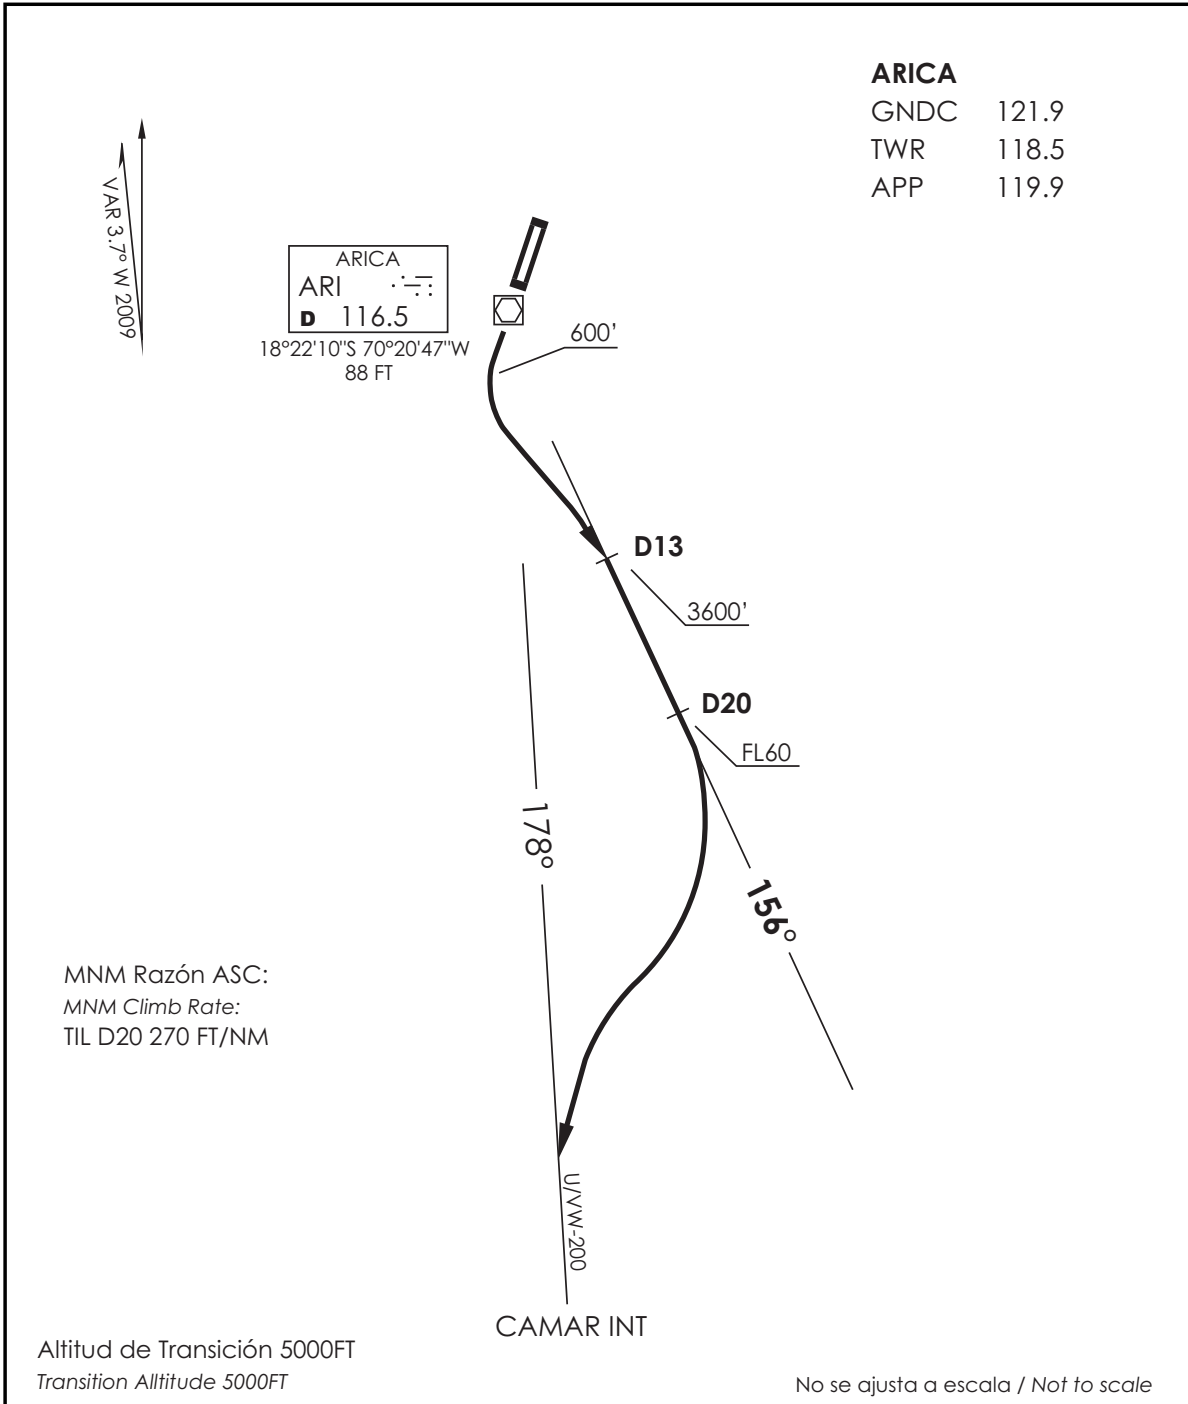 ARICA
GNDC 121.9
TWR 118.5
APP 119.9
VAR 3.7° W 2009
ARICA
ARI
D 116.5
18°22'10"S 70°20'47"W
88 FT
600'
D13
3600'
D20
FL60
178°
156°
MNM Razón ASC:
MNM Climb Rate:
TIL D20 270 FT/NM
U/VW-200
CAMAR INT
Altitud de Transición 5000FT
Transition Alltitude 5000FT
No se ajusta a escala / Not to scale